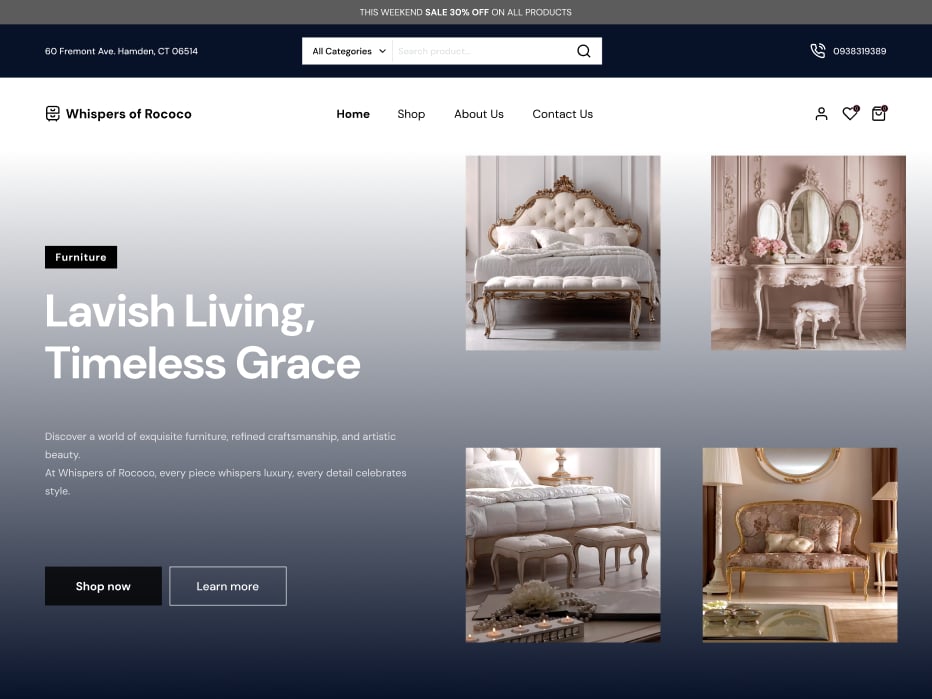 THIS WEEKEND SALE 30% OFF ON ALL PRODUCTS
60 Fremont Ave. Hamden, CT 06514
All Categories
Search product...
0938319389
Whispers of Rococo
Home
Shop
About Us
Contact Us
0
0
Furniture
Lavish Living,
Timeless Grace
Discover a world of exquisite furniture, refined craftsmanship, and artistic
beauty.
At Whispers of Rococo, every piece whispers luxury, every detail celebrates
style.
Shop now
Learn more